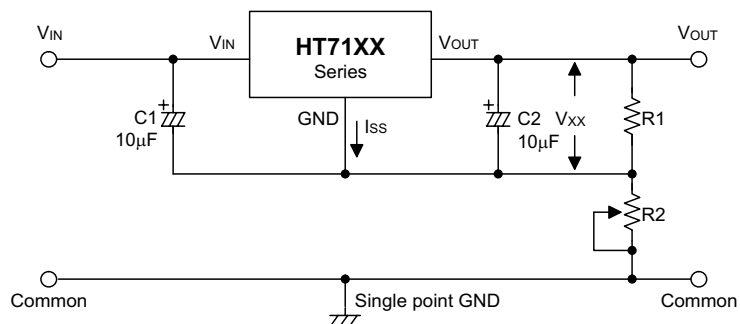 VIN
VIN
HT71XX
Series
VOUT
VOUT
C1
10μF
GND
ISS
C2
10μF
VXX
R1
R2
Common
Single point GND
Common